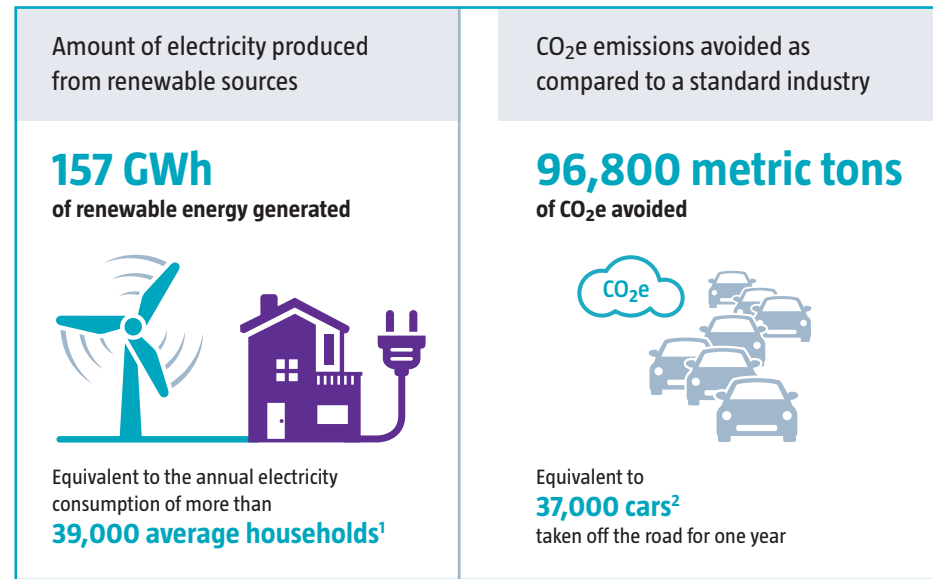 Amount of electricity produced
from renewable sources
157 GWh
of renewable energy generated
Equivalent to the annual electricity
consumption of more than
39,000 average households¹
CO₂e emissions avoided as
compared to a standard industry
96,800 metric tons
of CO₂e avoided
CO₂e
Equivalent to
37,000 cars²
taken off the road for one year